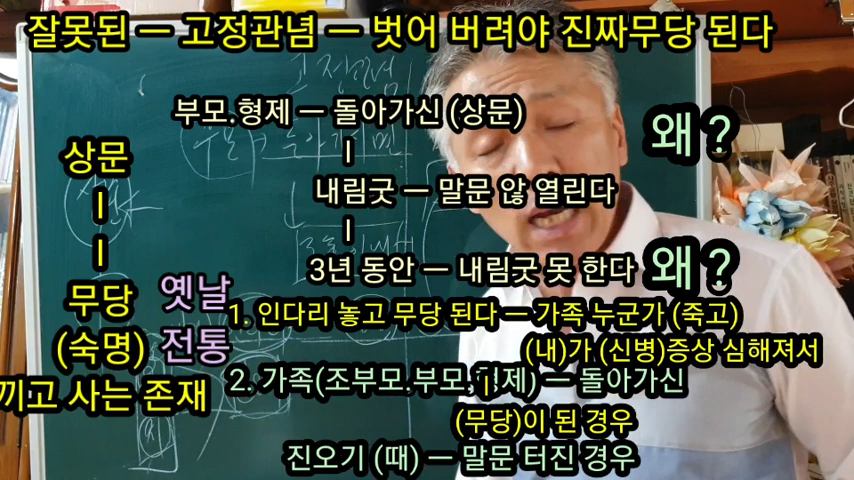 잘못된 ㅡ 고정관념 ㅡ 벗어 버려야 진짜무당 된다
고정관념
부모.형제 ㅡ 돌아가신 (상문)
왜 ?
상문
내림굿 ㅡ 말문 않 열린다
3년 동안 ㅡ 내림굿 못 한다 왜 ?
무당 옛날
(숙명) 전통
끼고 사는 존재
1. 인다리 놓고 무당 된다 ㅡ 가족 누군가 (죽고)
(내)가 (신병)증상 심해져서
2. 가족(조부모.부모.형제) ㅡ 돌아가신
(무당)이 된 경우
진오기 (때) ㅡ 말문 터진 경우